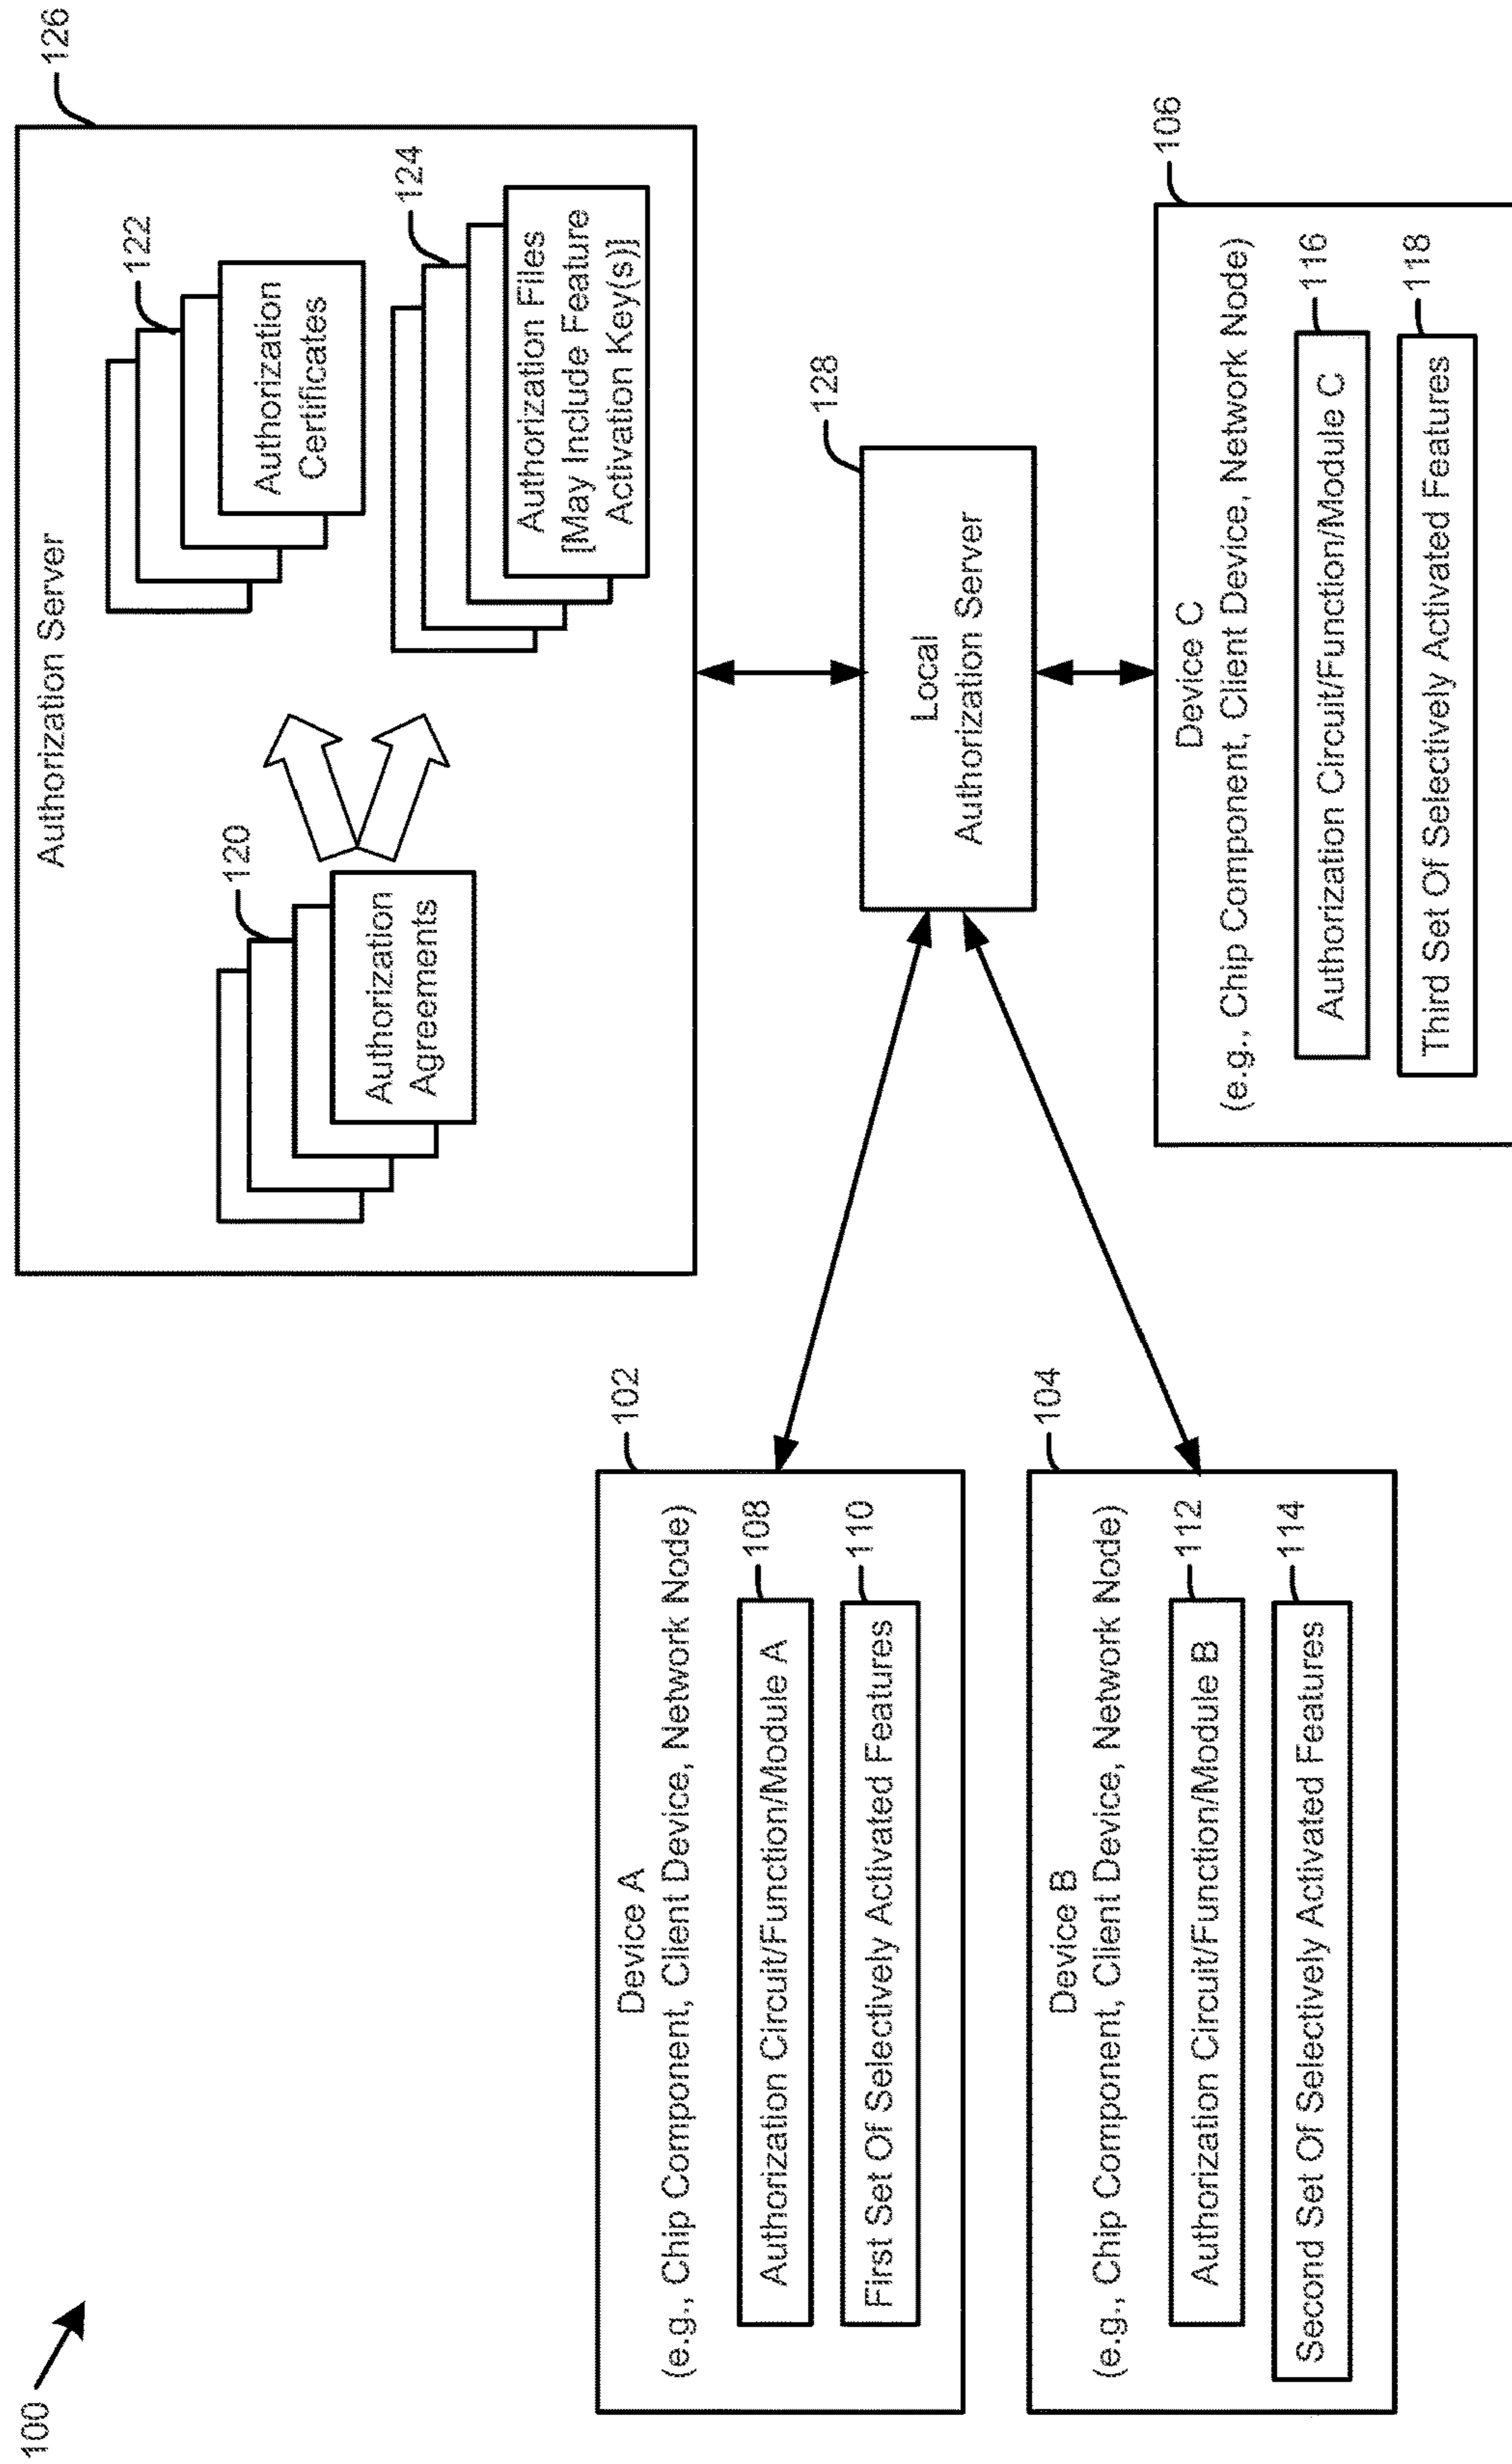 100
Authorization Server
126
120
Authorization
Agreements
122
Authorization
Certificates
124
Authorization Files
[May Include Feature
Activation Key(s)]
102
Device A
(e.g., Chip Component, Client Device, Network Node)
108
Authorization Circuit/Function/Module A
110
First Set Of Selectively Activated Features
128
Local
Authorization Server
104
Device B
(e.g., Chip Component, Client Device, Network Node)
112
Authorization Circuit/Function/Module B
114
Second Set Of Selectively Activated Features
106
Device C
(e.g., Chip Component, Client Device, Network Node)
116
Authorization Circuit/Function/Module C
118
Third Set Of Selectively Activated Features